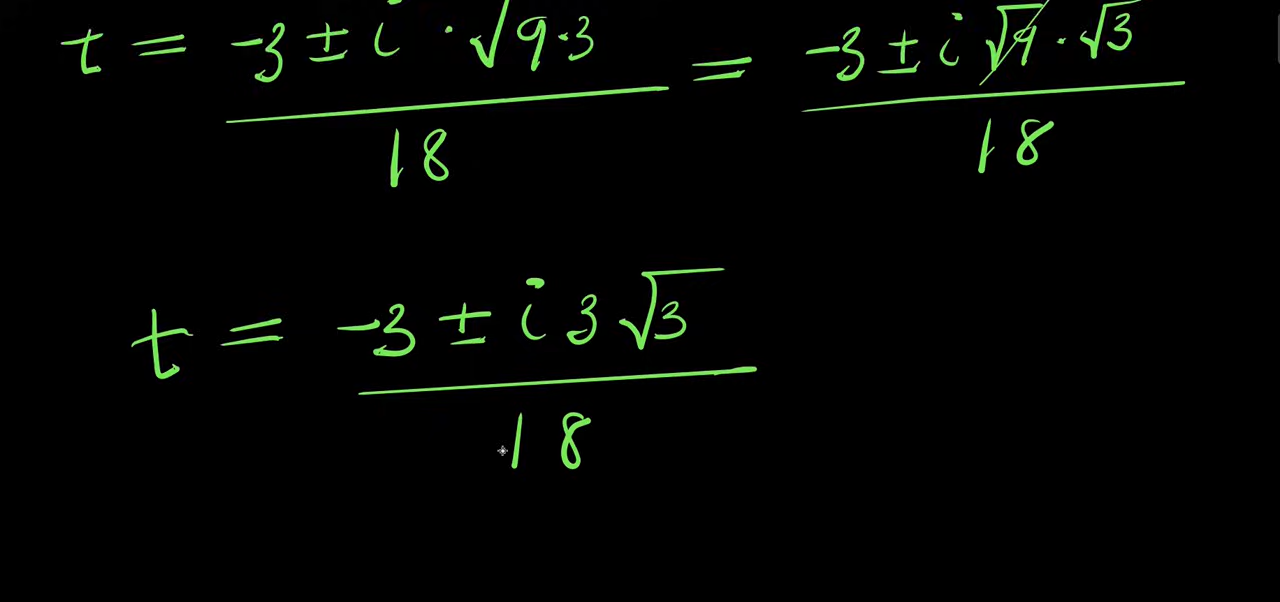 t = -3 ± i · √9·3 / 18 = -3 ± i √9 · √3 / 18
t = -3 ± i 3 √3 / 18